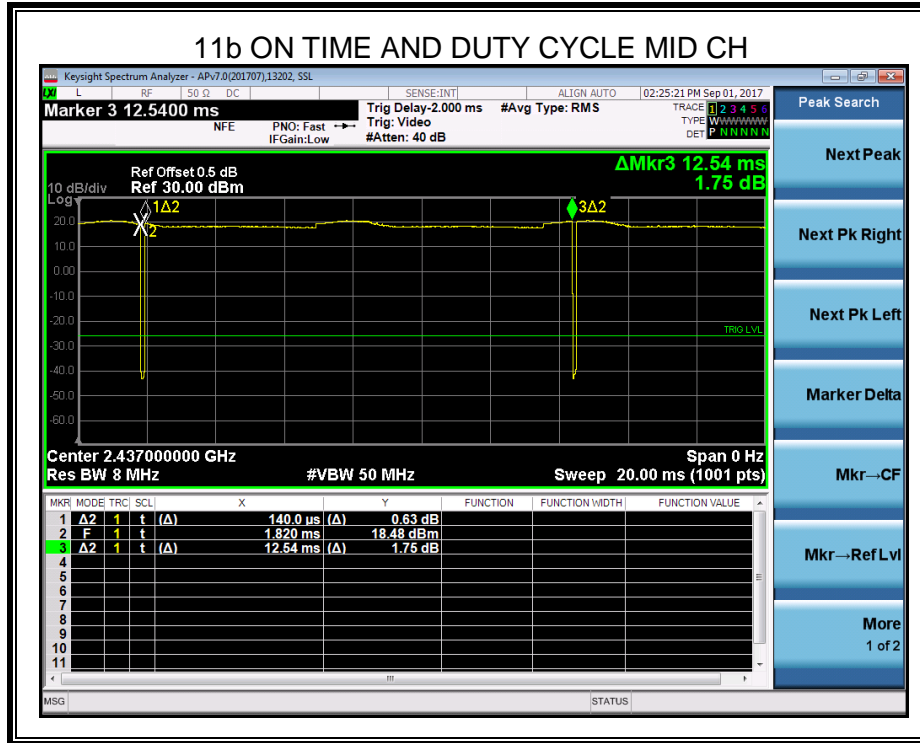 11b ON TIME AND DUTY CYCLE MID CH
Keysight Spectrum Analyzer - APv7.0(201707),13202, SSL
LXI L RF 50 Ω DC SENSE:INT ALIGN AUTO 02:25:21 PM Sep 01, 2017
Marker 3 12.5400 ms
NFE
PNO: Fast
IFGain:Low
Trig Delay-2.000 ms
Trig: Video
#Atten: 40 dB
#Avg Type: RMS
TRACE 1 2 3 4 5 6
TYPE WWWWWW
DET P N N N N N
ΔMkr3 12.54 ms
1.75 dB
Ref Offset 0.5 dB
10 dB/div Ref 30.00 dBm
Log
1Δ2
2
3Δ2
20.0
10.0
0.00
-10.0
-20.0
TRIG LVL
-30.0
-40.0
-50.0
-60.0
Center 2.437000000 GHz Span 0 Hz
Res BW 8 MHz #VBW 50 MHz Sweep 20.00 ms (1001 pts)
MKR MODE TRC SCL X Y FUNCTION FUNCTION WIDTH FUNCTION VALUE
1 Δ2 1 t (Δ) 140.0 µs (Δ) 0.63 dB
2 F 1 t 1.820 ms 18.48 dBm
3 Δ2 1 t (Δ) 12.54 ms (Δ) 1.75 dB
4
5
6
7
8
9
10
11
MSG STATUS
Peak Search
Next Peak
Next Pk Right
Next Pk Left
Marker Delta
Mkr→CF
Mkr→Ref Lvl
More
1 of 2